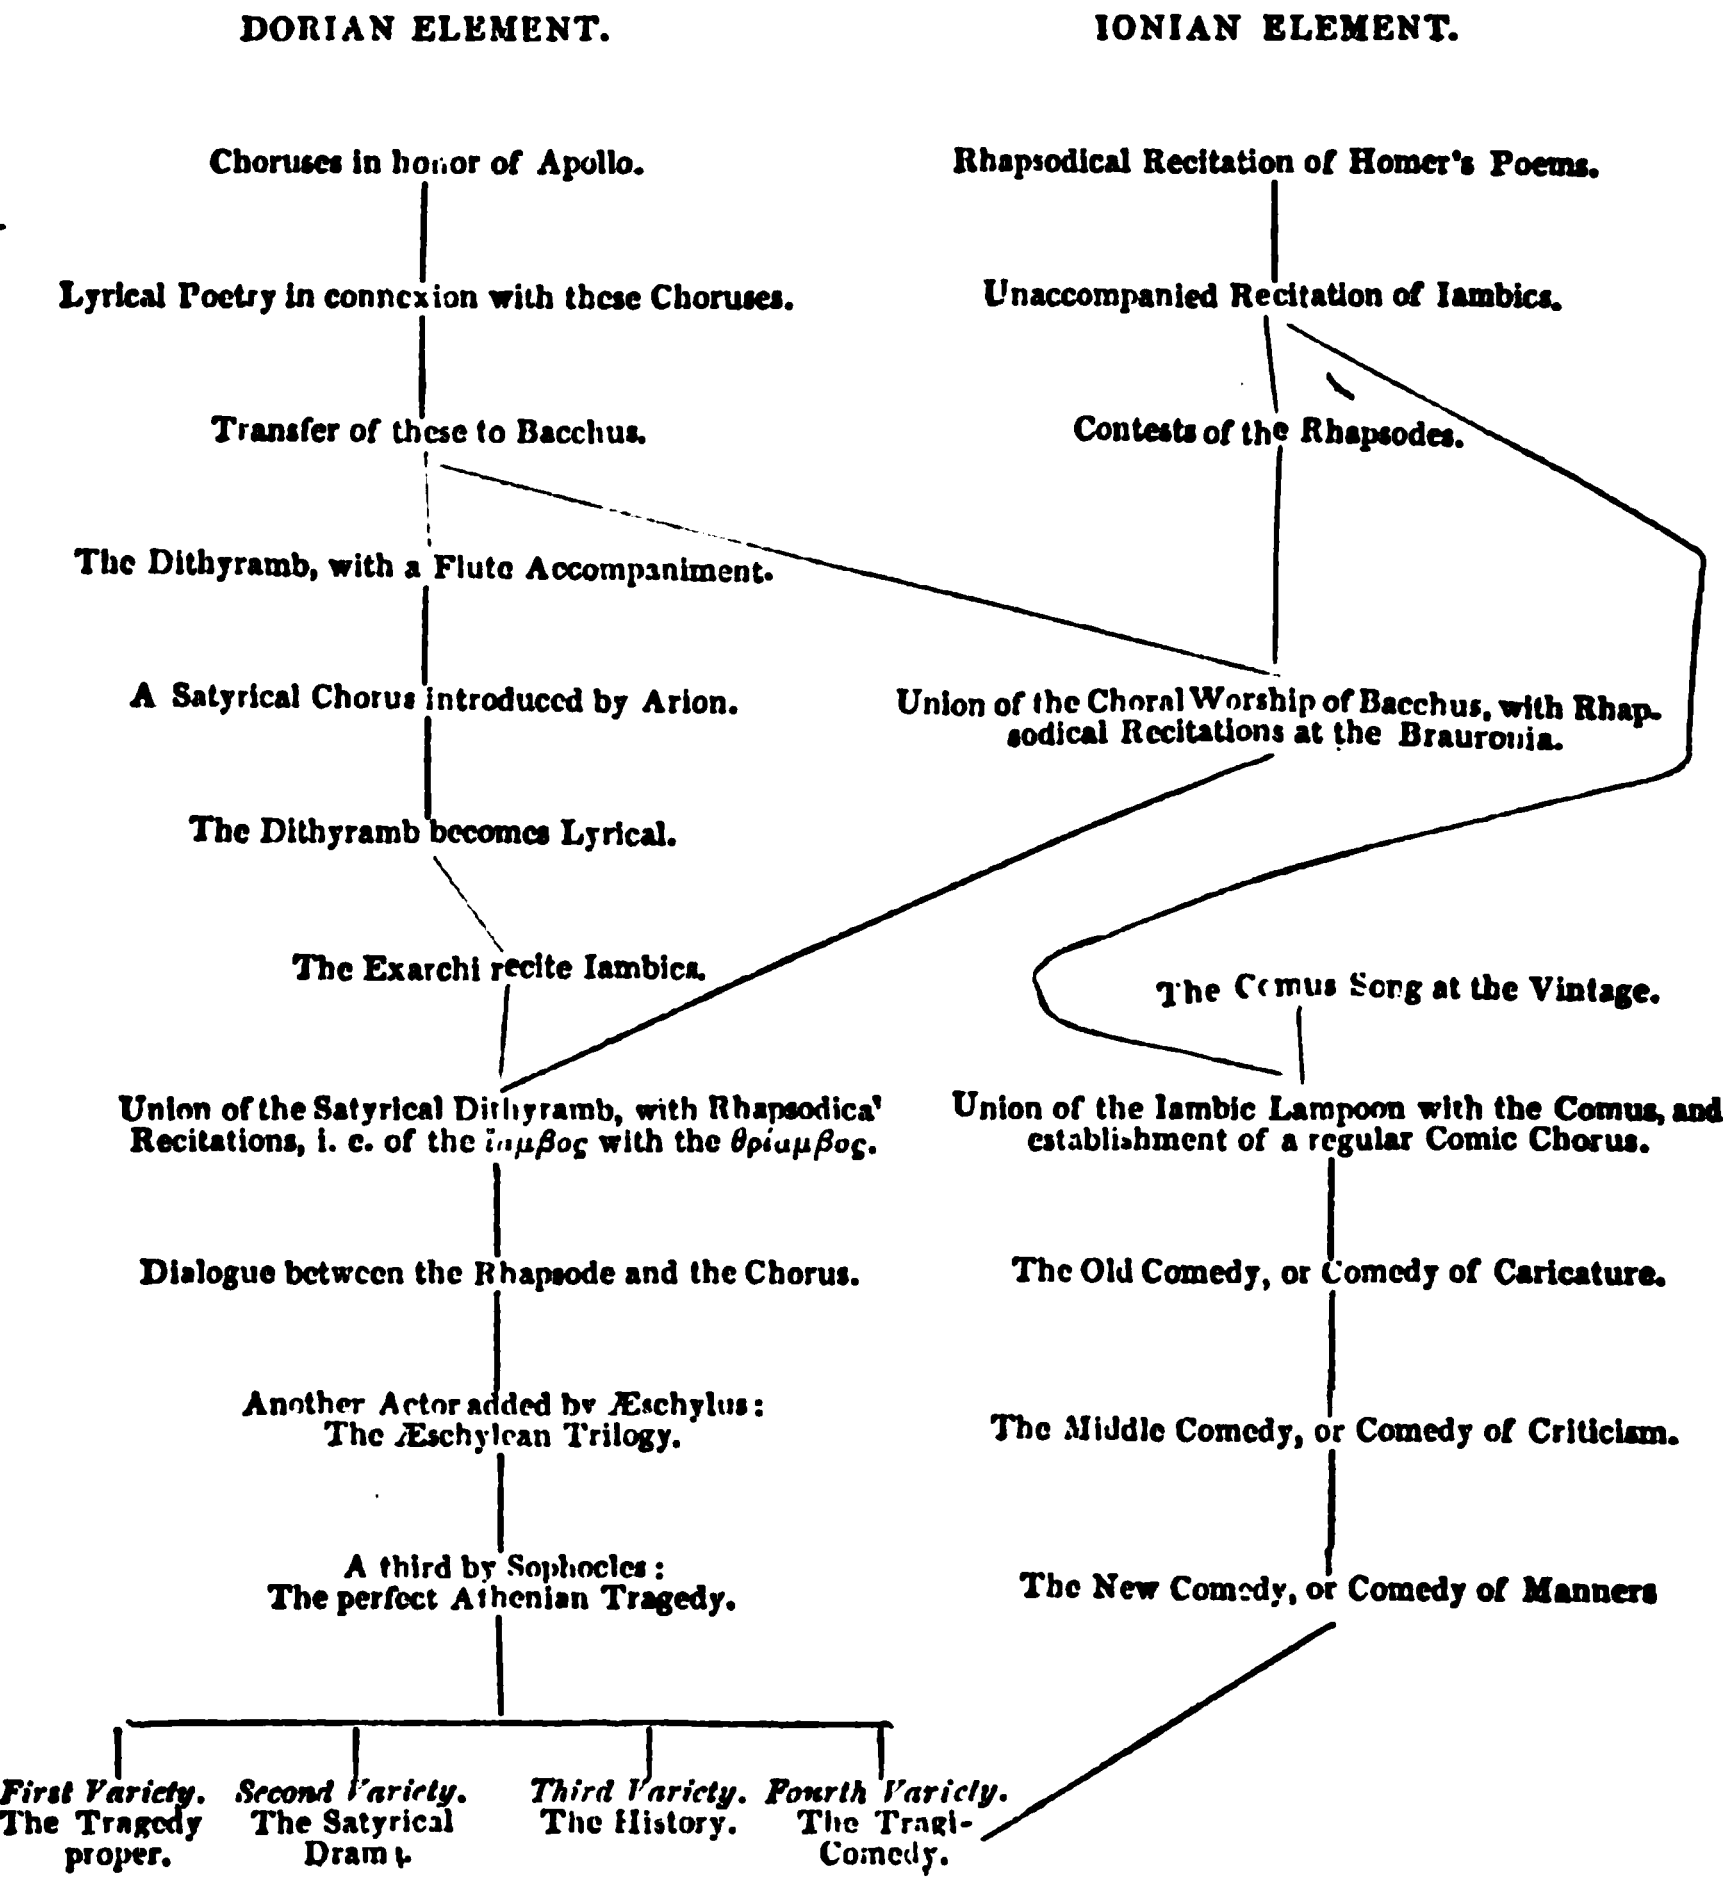 DORIAN ELEMENT.
IONIAN ELEMENT.
Choruses in honor of Apollo.
Rhapsodical Recitation of Homer's Poems.
Lyrical Poetry in connexion with these Choruses.
Unaccompanied Recitation of Iambics.
Transfer of these to Bacchus.
Contests of the Rhapsodes.
The Dithyramb, with a Flute Accompaniment.
A Satyrical Chorus introduced by Arion.
Union of the Choral Worship of Bacchus, with Rhap-
sodical Recitations at the Brauronia.
The Dithyramb becomes Lyrical.
The Exarchi recite Iambics.
The Comus Song at the Vintage.
Union of the Satyrical Dithyramb, with Rhapsodical
Recitations, i. e. of the ἴαμβος with the θρίαμβος.
Union of the Iambic Lampoon with the Comus, and
establishment of a regular Comic Chorus.
Dialogue between the Rhapsode and the Chorus.
The Old Comedy, or Comedy of Caricature.
Another Actor added by Æschylus:
The Æschylean Trilogy.
The Middle Comedy, or Comedy of Criticism.
A third by Sophocles:
The perfect Athenian Tragedy.
The New Comedy, or Comedy of Manners
First Variety.
The Tragedy
proper.
Second Variety.
The Satyrical
Drama.
Third Variety.
The History.
Fourth Variety.
The Tragi-
Comedy.